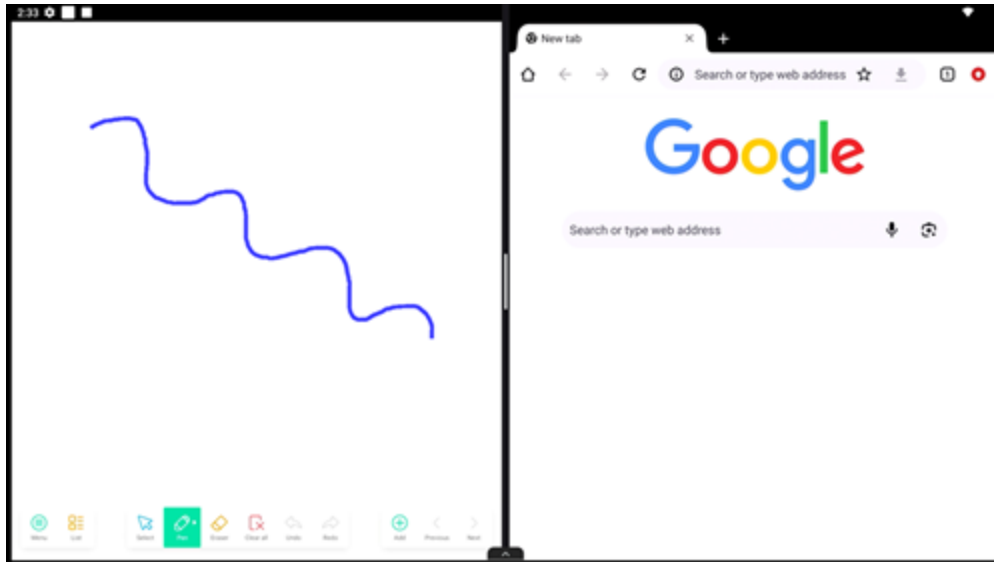 2:33
New tab
Search or type web address
1
Google
Search or type web address
Menu
List
Select
Pen
Eraser
Clear all
Undo
Redo
Add
Previous
Next